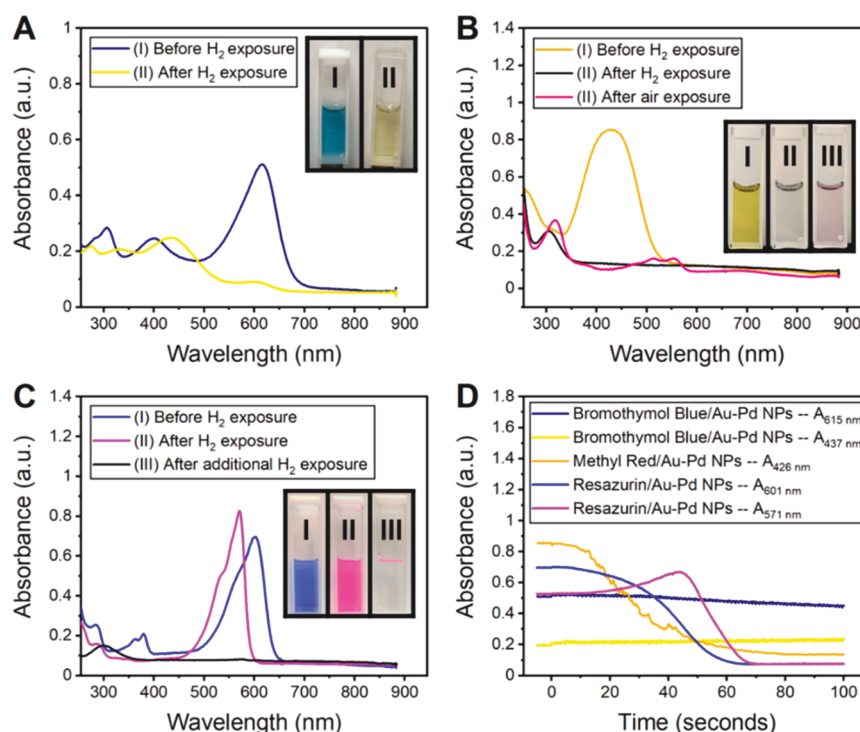 A
(I) Before H2 exposure
(II) After H2 exposure
I
II
1
0.8
0.6
0.4
0.2
0
Absorbance (a.u.)
300 400 500 600 700 800 900
Wavelength (nm)
B
(I) Before H2 exposure
(II) After H2 exposure
(II) After air exposure
I
II
III
1.4
1.2
1
0.8
0.6
0.4
0.2
0
Absorbance (a.u.)
300 400 500 600 700 800 900
Wavelength (nm)
C
(I) Before H2 exposure
(II) After H2 exposure
(III) After additional H2 exposure
I
II
III
1.4
1.2
1
0.8
0.6
0.4
0.2
0
Absorbance (a.u.)
300 400 500 600 700 800 900
Wavelength (nm)
D
Bromothymol Blue/Au-Pd NPs -- A615 nm
Bromothymol Blue/Au-Pd NPs -- A437 nm
Methyl Red/Au-Pd NPs -- A426 nm
Resazurin/Au-Pd NPs -- A601 nm
Resazurin/Au-Pd NPs -- A571 nm
1.8
1.6
1.4
1.2
1
0.8
0.6
0.4
0.2
0
Absorbance (a.u.)
0 20 40 60 80 100
Time (seconds)